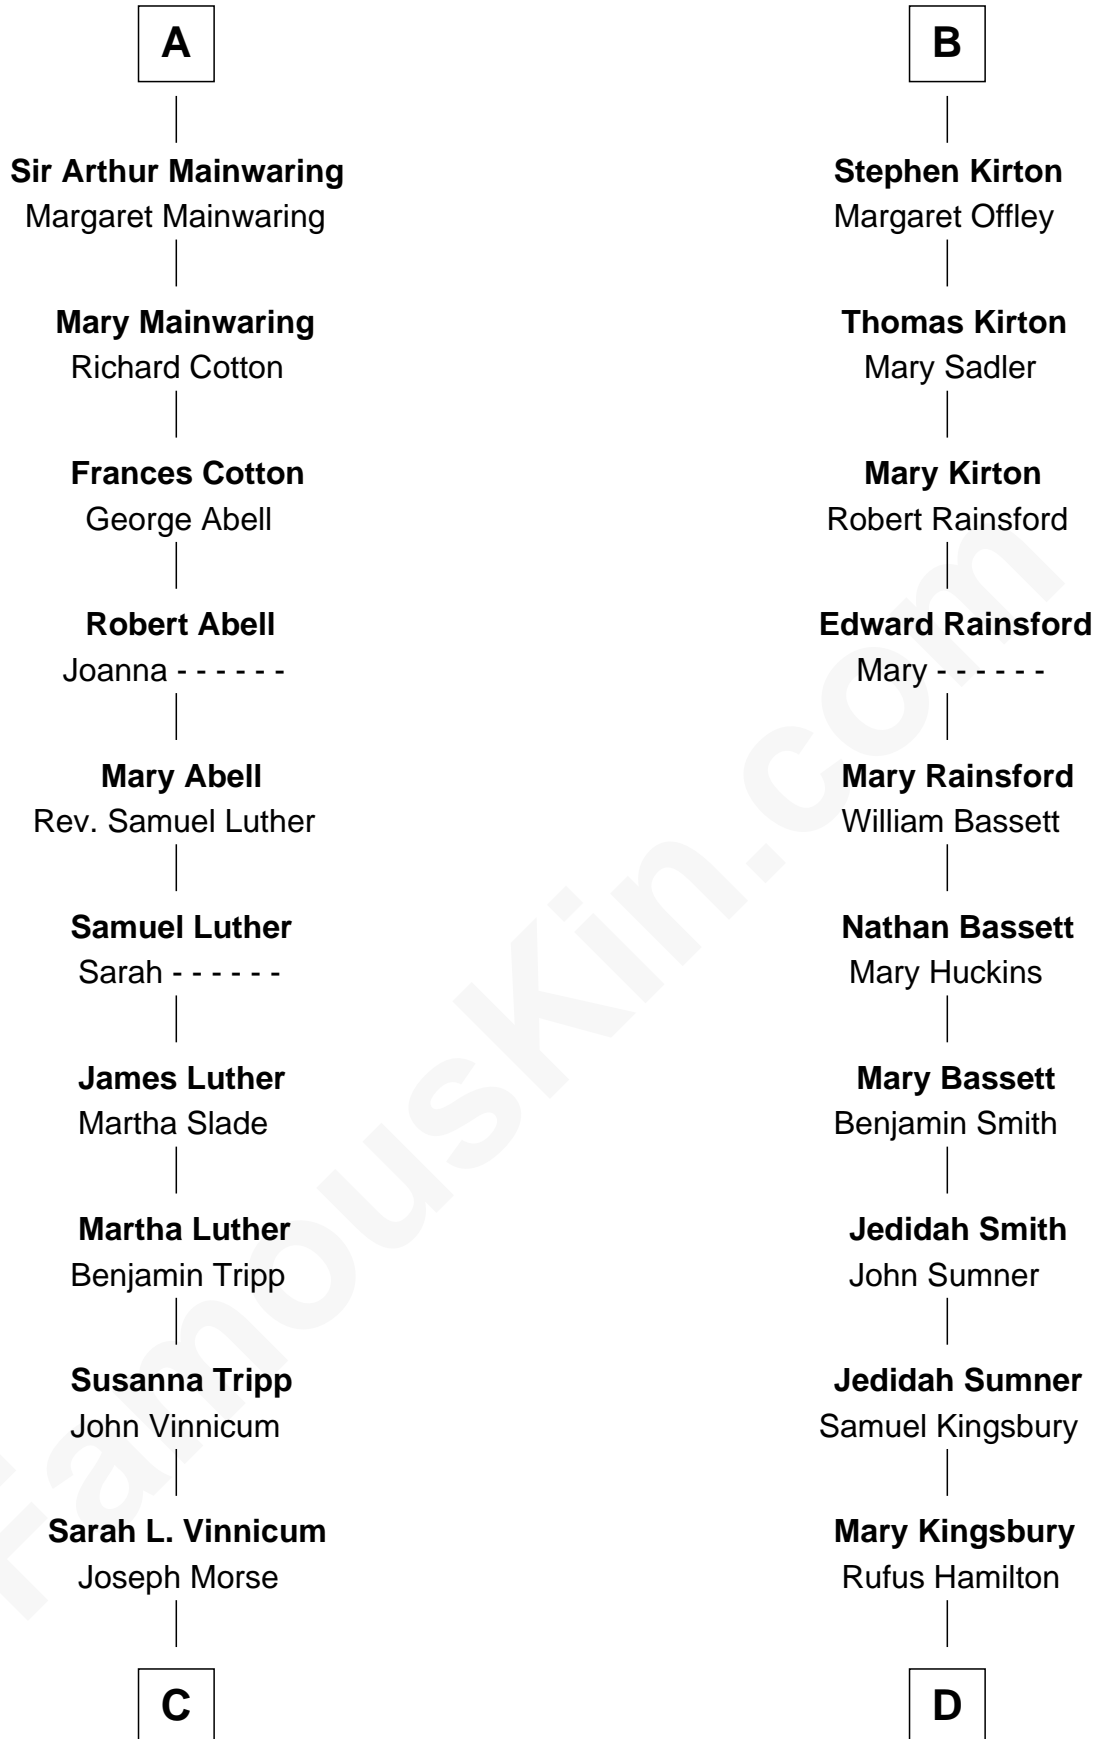 A
Sir Arthur Mainwaring
Margaret Mainwaring
Mary Mainwaring
Richard Cotton
Frances Cotton
George Abell
Robert Abell
Joanna - - - - - -
Mary Abell
Rev. Samuel Luther
Samuel Luther
Sarah - - - - - -
James Luther
Martha Slade
Martha Luther
Benjamin Tripp
Susanna Tripp
John Vinnicum
Sarah L. Vinnicum
Joseph Morse
C
B
Stephen Kirton
Margaret Offley
Thomas Kirton
Mary Sadler
Mary Kirton
Robert Rainsford
Edward Rainsford
Mary - - - - - -
Mary Rainsford
William Bassett
Nathan Bassett
Mary Huckins
Mary Bassett
Benjamin Smith
Jedidah Smith
John Sumner
Jedidah Sumner
Samuel Kingsbury
Mary Kingsbury
Rufus Hamilton
D
FamousKin.com